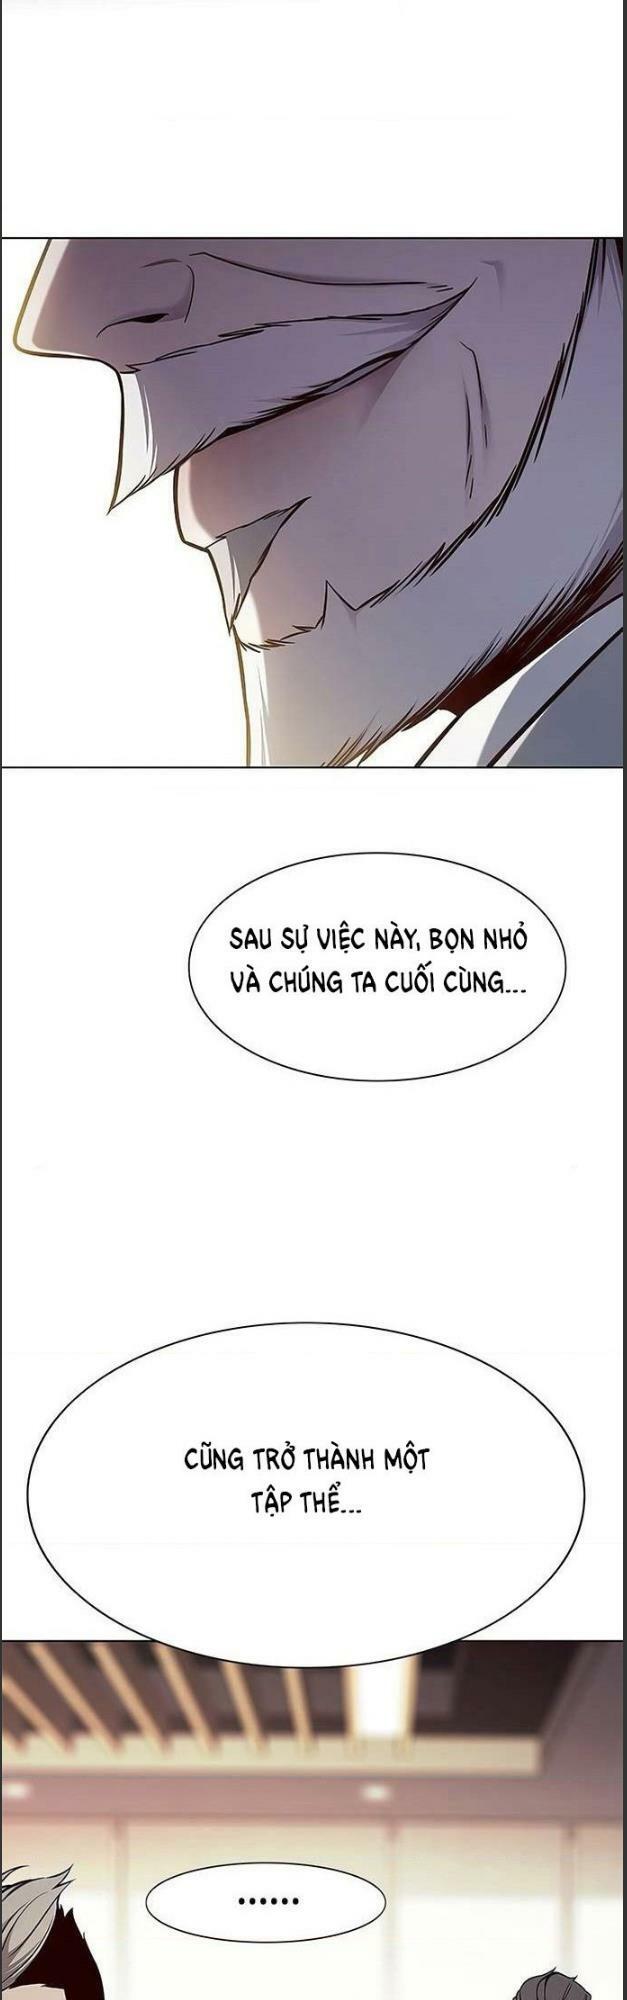 SAU SỰ VIỆC NÀY, BỌN NHỎ
VÀ CHÚNG TA CUỐI CÙNG...
CŨNG TRỞ THÀNH MỘT
TẬP THỂ...
......